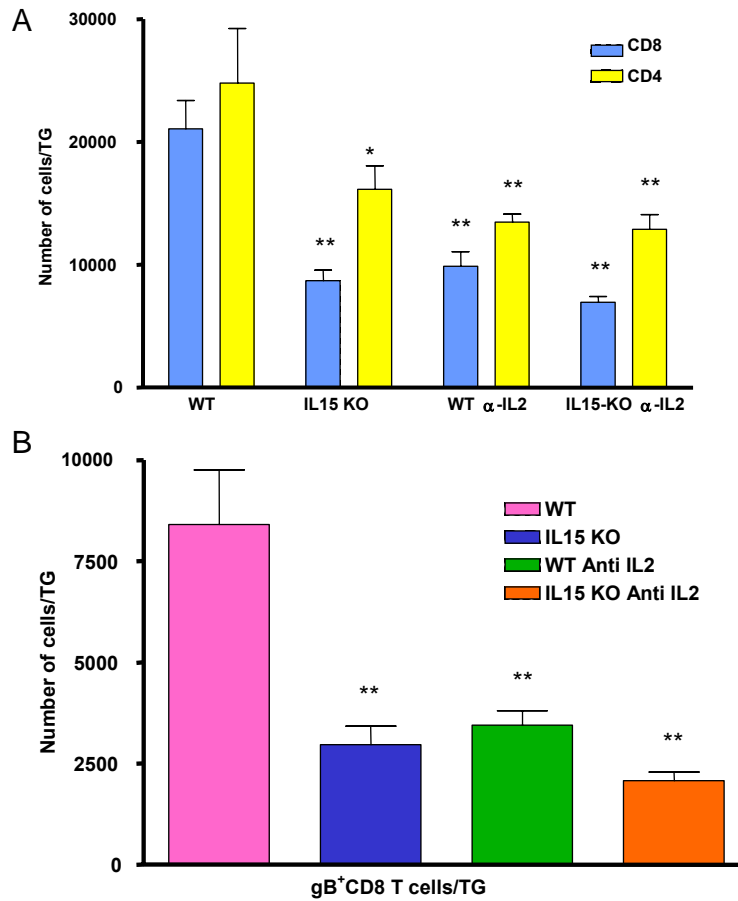 A
30000
20000
10000
0
Number of cells/TG
CD8
CD4
** *
** **
** **
WT IL15 KO WT α-IL2 IL15-KO α-IL2
B
10000
7500
5000
2500
0
Number of cells/TG
WT
IL15 KO
WT Anti IL2
IL15 KO Anti IL2
** ** **
gB+CD8 T cells/TG